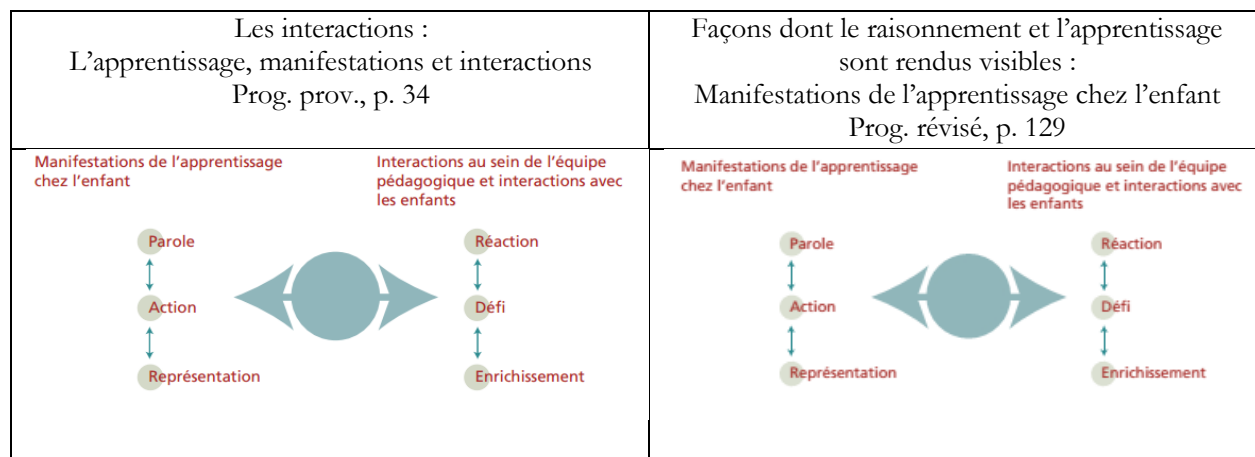 Les interactions :
L’apprentissage, manifestations et interactions
Prog. prov., p. 34
Façons dont le raisonnement et l’apprentissage
sont rendus visibles :
Manifestations de l’apprentissage chez l’enfant
Prog. révisé, p. 129
Manifestations de l’apprentissage
chez l’enfant
Interactions au sein de l’équipe
pédagogique et interactions avec
les enfants
Parole
Réaction
Action
Défi
Représentation
Enrichissement
Manifestations de l’apprentissage
chez l’enfant
Interactions au sein de l’équipe
pédagogique et interactions avec
les enfants
Parole
Réaction
Action
Défi
Représentation
Enrichissement